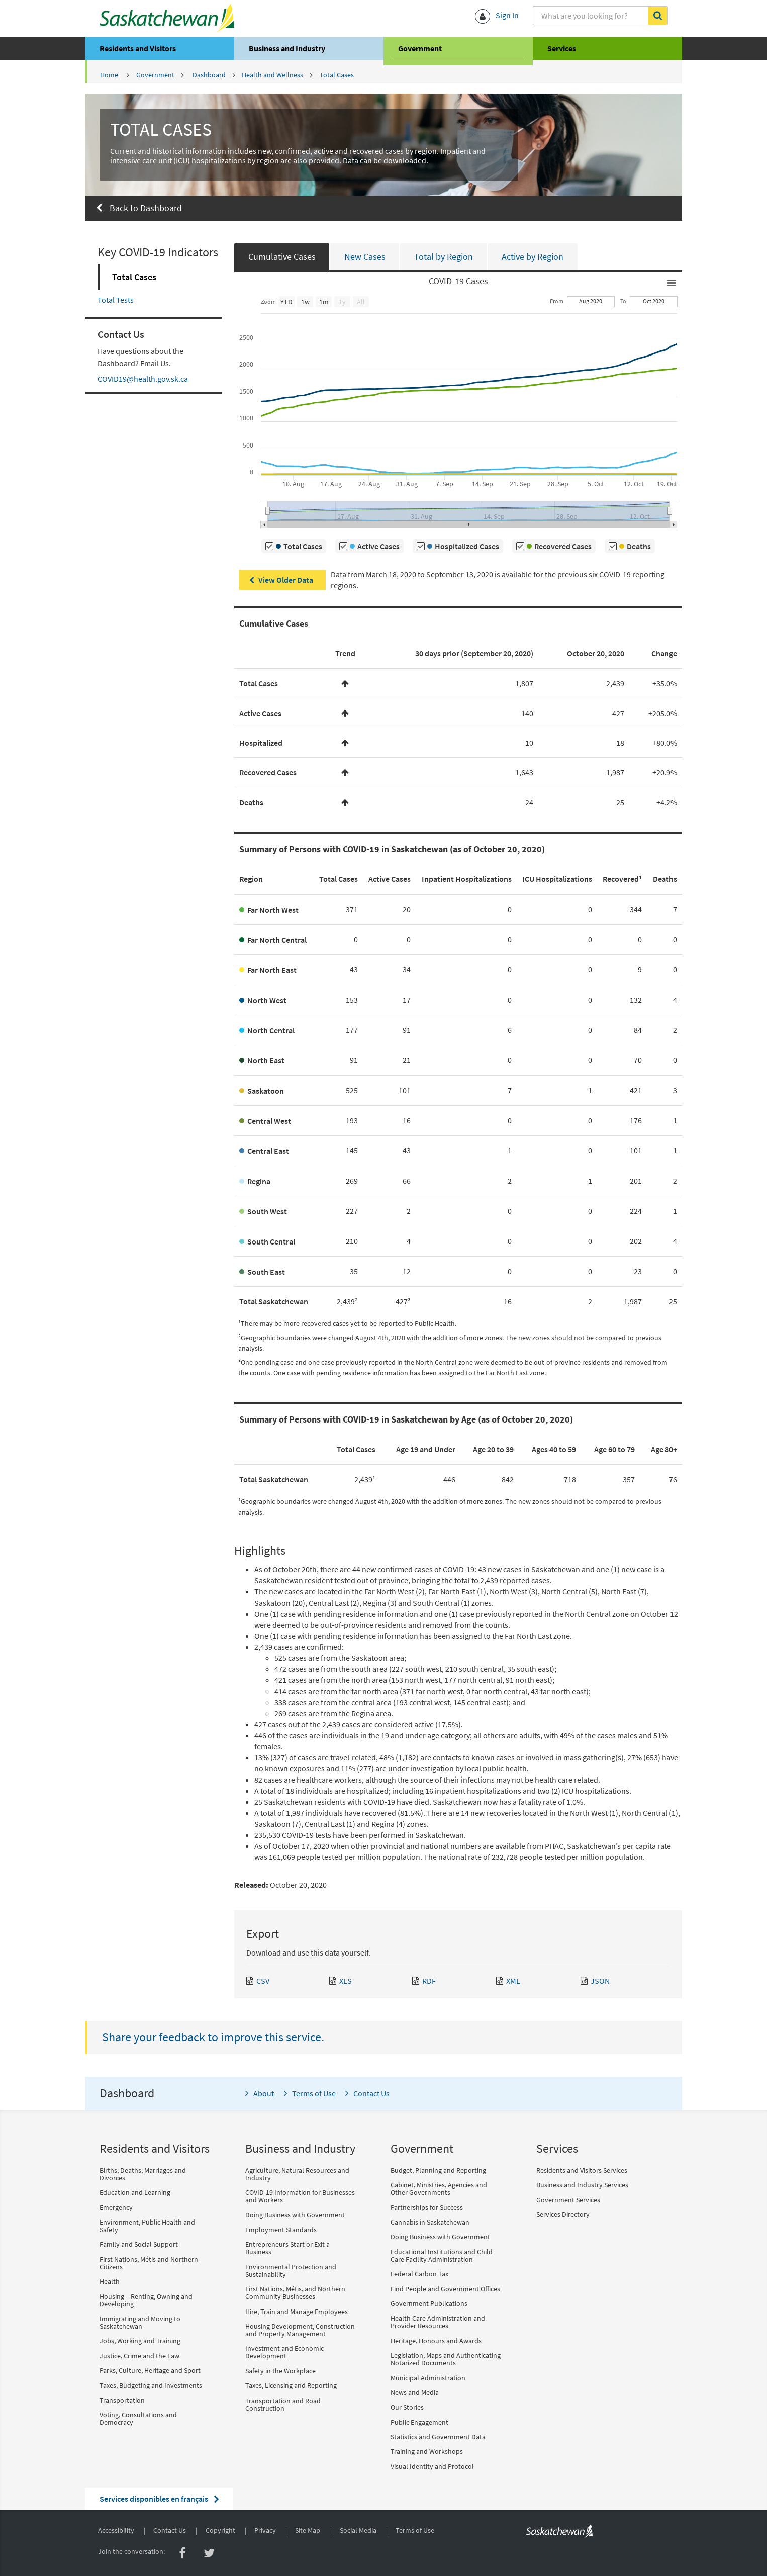 Saskatchewan
Sign In
What are you looking for?
Residents and Visitors
Business and Industry
Government
Services
Home > Government > Dashboard > Health and Wellness > Total Cases
TOTAL CASES
Current and historical information includes new, confirmed, active and recovered cases by region. Inpatient and
intensive care unit (ICU) hospitalizations by region are also provided. Data can be downloaded.
Back to Dashboard
Key COVID-19 Indicators
Total Cases
Total Tests
Contact Us
Have questions about the
Dashboard? Email Us.
COVID19@health.gov.sk.ca
Cumulative Cases
New Cases
Total by Region
Active by Region
COVID-19 Cases
Zoom YTD 1w 1m 1y All
From Aug 2020 To Oct 2020
2500
2000
1500
1000
500
0
10. Aug 17. Aug 24. Aug 31. Aug 7. Sep 14. Sep 21. Sep 28. Sep 5. Oct 12. Oct 19. Oct
17. Aug 31. Aug 14. Sep 28. Sep 12. Oct
Total Cases Active Cases Hospitalized Cases Recovered Cases Deaths
View Older Data
Data from March 18, 2020 to September 13, 2020 is available for the previous six COVID-19 reporting
regions.
Cumulative Cases
Trend 30 days prior (September 20, 2020) October 20, 2020 Change
Total Cases 1,807 2,439 +35.0%
Active Cases 140 427 +205.0%
Hospitalized 10 18 +80.0%
Recovered Cases 1,643 1,987 +20.9%
Deaths 24 25 +4.2%
Summary of Persons with COVID-19 in Saskatchewan (as of October 20, 2020)
Region Total Cases Active Cases Inpatient Hospitalizations ICU Hospitalizations Recovered¹ Deaths
Far North West 371 20 0 0 344 7
Far North Central 0 0 0 0 0 0
Far North East 43 34 0 0 9 0
North West 153 17 0 0 132 4
North Central 177 91 6 0 84 2
North East 91 21 0 0 70 0
Saskatoon 525 101 7 1 421 3
Central West 193 16 0 0 176 1
Central East 145 43 1 0 101 1
Regina 269 66 2 1 201 2
South West 227 2 0 0 224 1
South Central 210 4 0 0 202 4
South East 35 12 0 0 23 0
Total Saskatchewan 2,439² 427³ 16 2 1,987 25
¹There may be more recovered cases yet to be reported to Public Health.
²Geographic boundaries were changed August 4th, 2020 with the addition of more zones. The new zones should not be compared to previous
analysis.
³One pending case and one case previously reported in the North Central zone were deemed to be out-of-province residents and removed from
the counts. One case with pending residence information has been assigned to the Far North East zone.
Summary of Persons with COVID-19 in Saskatchewan by Age (as of October 20, 2020)
Total Cases Age 19 and Under Age 20 to 39 Ages 40 to 59 Age 60 to 79 Age 80+
Total Saskatchewan 2,439¹ 446 842 718 357 76
¹Geographic boundaries were changed August 4th, 2020 with the addition of more zones. The new zones should not be compared to previous
analysis.
Highlights
As of October 20th, there are 44 new confirmed cases of COVID-19: 43 new cases in Saskatchewan and one (1) new case is a
Saskatchewan resident tested out of province, bringing the total to 2,439 reported cases.
The new cases are located in the Far North West (2), Far North East (1), North West (3), North Central (5), North East (7),
Saskatoon (20), Central East (2), Regina (3) and South Central (1) zones.
One (1) case with pending residence information and one (1) case previously reported in the North Central zone on October 12
were deemed to be out-of-province residents and removed from the counts.
One (1) case with pending residence information has been assigned to the Far North East zone.
2,439 cases are confirmed:
525 cases are from the Saskatoon area;
472 cases are from the south area (227 south west, 210 south central, 35 south east);
421 cases are from the north area (153 north west, 177 north central, 91 north east);
414 cases are from the far north area (371 far north west, 0 far north central, 43 far north east);
338 cases are from the central area (193 central west, 145 central east); and
269 cases are from the Regina area.
427 cases out of the 2,439 cases are considered active (17.5%).
446 of the cases are individuals in the 19 and under age category; all others are adults, with 49% of the cases males and 51%
females.
13% (327) of cases are travel-related, 48% (1,182) are contacts to known cases or involved in mass gathering(s), 27% (653) have
no known exposures and 11% (277) are under investigation by local public health.
82 cases are healthcare workers, although the source of their infections may not be health care related.
A total of 18 individuals are hospitalized; including 16 inpatient hospitalizations and two (2) ICU hospitalizations.
25 Saskatchewan residents with COVID-19 have died. Saskatchewan now has a fatality rate of 1.0%.
A total of 1,987 individuals have recovered (81.5%). There are 14 new recoveries located in the North West (1), North Central (1),
Saskatoon (7), Central East (1) and Regina (4) zones.
235,530 COVID-19 tests have been performed in Saskatchewan.
As of October 17, 2020 when other provincial and national numbers are available from PHAC, Saskatchewan's per capita rate
was 161,069 people tested per million population. The national rate of 232,728 people tested per million population.
Released: October 20, 2020
Export
Download and use this data yourself.
CSV XLS RDF XML JSON
Share your feedback to improve this service.
Dashboard
About Terms of Use Contact Us
Residents and Visitors
Births, Deaths, Marriages and
Divorces
Education and Learning
Emergency
Environment, Public Health and
Safety
Family and Social Support
First Nations, Métis and Northern
Citizens
Health
Housing – Renting, Owning and
Developing
Immigrating and Moving to
Saskatchewan
Jobs, Working and Training
Justice, Crime and the Law
Parks, Culture, Heritage and Sport
Taxes, Budgeting and Investments
Transportation
Voting, Consultations and
Democracy
Business and Industry
Agriculture, Natural Resources and
Industry
COVID-19 Information for Businesses
and Workers
Doing Business with Government
Employment Standards
Entrepreneurs Start or Exit a
Business
Environmental Protection and
Sustainability
First Nations, Métis, and Northern
Community Businesses
Hire, Train and Manage Employees
Housing Development, Construction
and Property Management
Investment and Economic
Development
Safety in the Workplace
Taxes, Licensing and Reporting
Transportation and Road
Construction
Government
Budget, Planning and Reporting
Cabinet, Ministries, Agencies and
Other Governments
Partnerships for Success
Cannabis in Saskatchewan
Doing Business with Government
Educational Institutions and Child
Care Facility Administration
Federal Carbon Tax
Find People and Government Offices
Government Publications
Health Care Administration and
Provider Resources
Heritage, Honours and Awards
Legislation, Maps and Authenticating
Notarized Documents
Municipal Administration
News and Media
Our Stories
Public Engagement
Statistics and Government Data
Training and Workshops
Visual Identity and Protocol
Services
Residents and Visitors Services
Business and Industry Services
Government Services
Services Directory
Services disponibles en français
Accessibility | Contact Us | Copyright | Privacy | Site Map | Social Media | Terms of Use
Saskatchewan
Join the conversation: